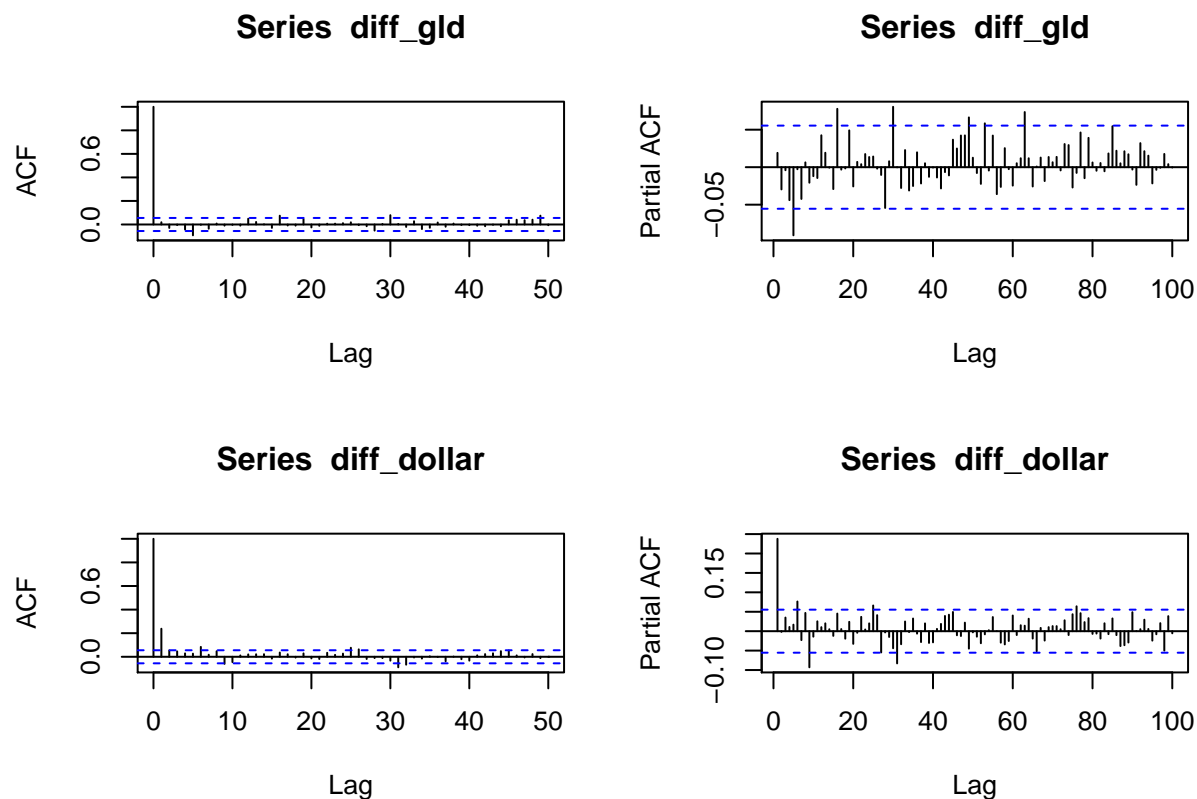 Series diff_gld
ACF
0.0 0.6
0 10 20 30 40 50
Lag
Series diff_gld
Partial ACF
−0.05
0 20 40 60 80 100
Lag
Series diff_dollar
ACF
0.0 0.6
0 10 20 30 40 50
Lag
Series diff_dollar
Partial ACF
−0.10 0.15
0 20 40 60 80 100
Lag